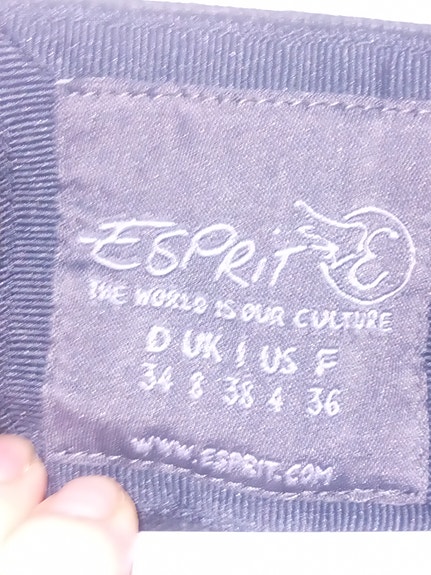 ESPRIT E
THE WORLD IS OUR CULTURE
D UK I US F
34 8 38 4 36
WWW.ESPRIT.COM